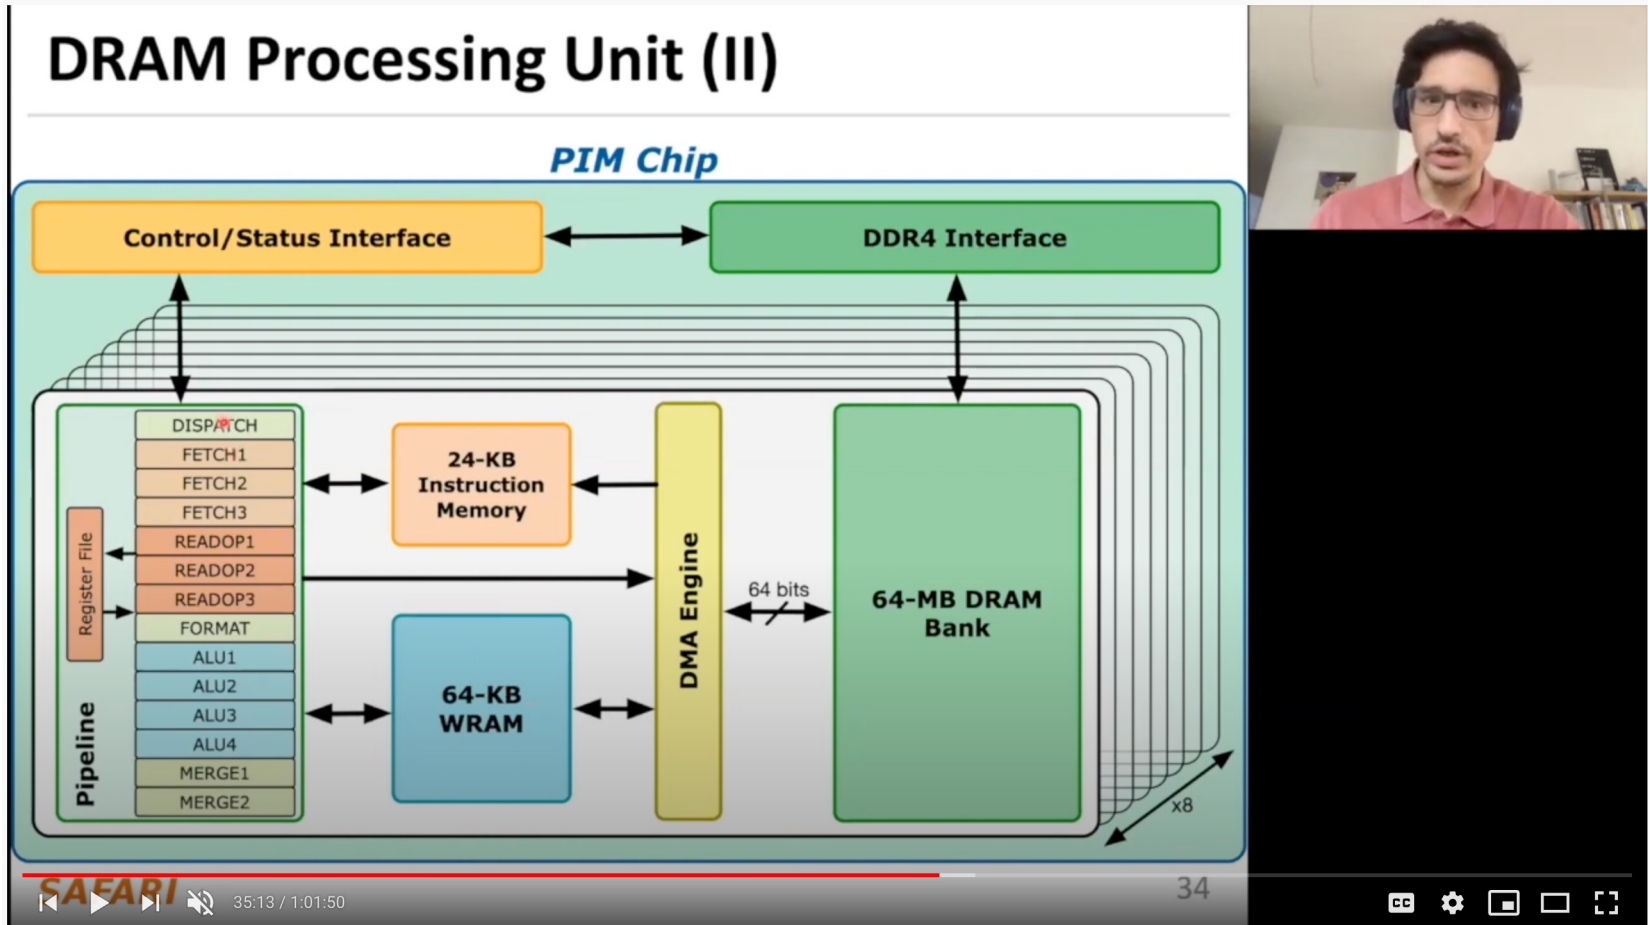 DRAM Processing Unit (II)
PIM Chip
Control/Status Interface
DDR4 Interface
DISPATCH
FETCH1
FETCH2
FETCH3
READOP1
READOP2
READOP3
FORMAT
ALU1
ALU2
ALU3
ALU4
MERGE1
MERGE2
Register File
Pipeline
24-KB
Instruction
Memory
64-KB
WRAM
DMA Engine
64 bits
64-MB DRAM
Bank
x8
SAFARI
34
35:13 / 1:01:50
CC